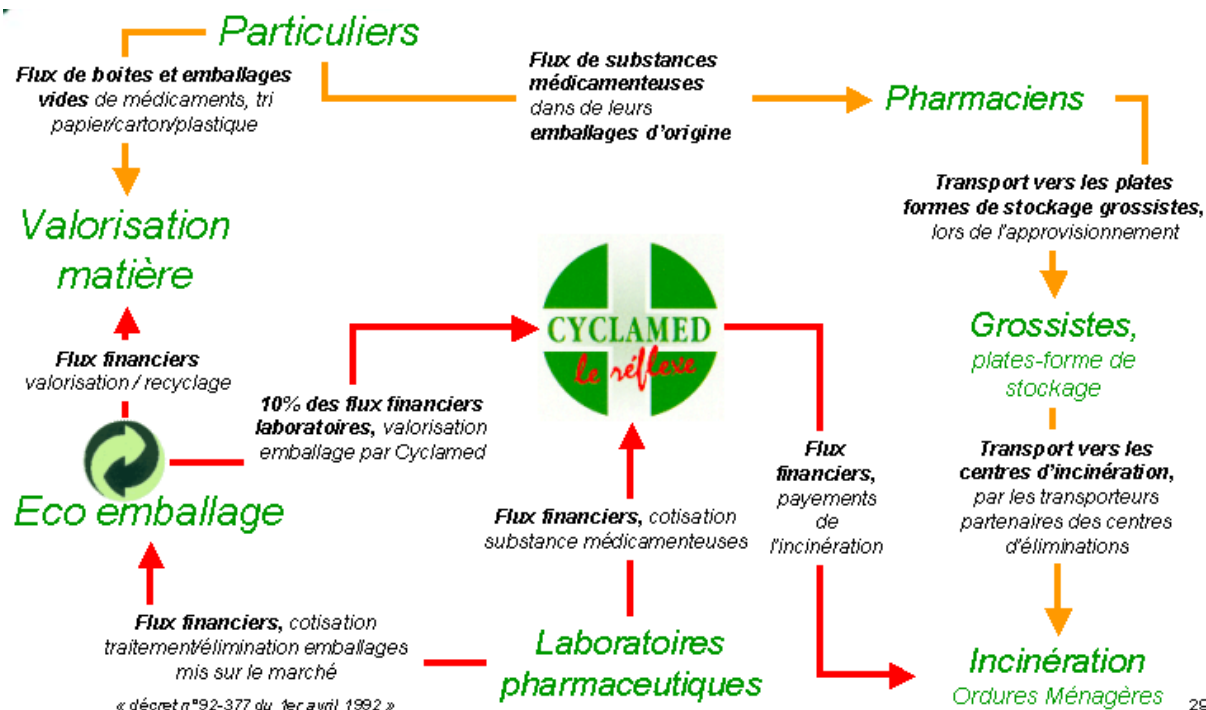 Particuliers
Flux de boites et emballages
vides de médicaments, tri
papier/carton/plastique
Flux de substances
médicamenteuses
dans de leurs
emballages d'origine
Pharmaciens
Transport vers les plates
formes de stockage grossistes,
lors de l'approvisionnement
Valorisation
matière
CYCLAMED
le réflexe
Grossistes,
plates-forme de
stockage
Flux financiers
valorisation / recyclage
10% des flux financiers
laboratoires, valorisation
emballage par Cyclamed
Flux
financiers,
payements
de
l'incinération
Transport vers les
centres d'incinération,
par les transporteurs
partenaires des centres
d'éliminations
Eco emballage
Flux financiers, cotisation
substance médicamenteuses
Flux financiers, cotisation
traitement/élimination emballages
mis sur le marché
« décret n°92-377 du 1er avril 1992 »
Laboratoires
pharmaceutiques
Incinération
Ordures Ménagères
29